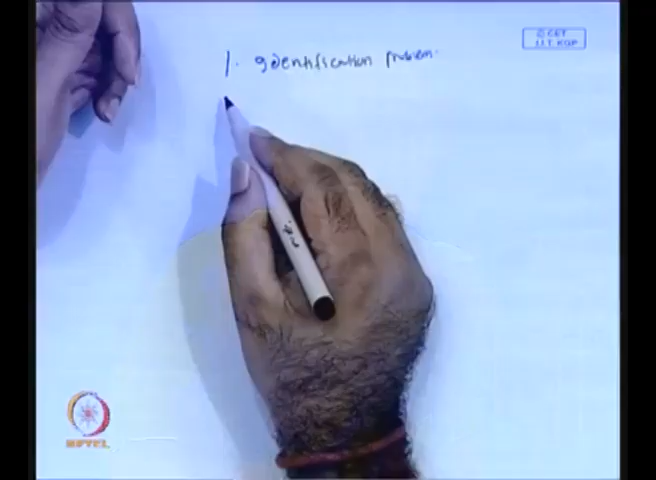 1. Identification problem.
© CET
I.I.T. KGP
NPTEL